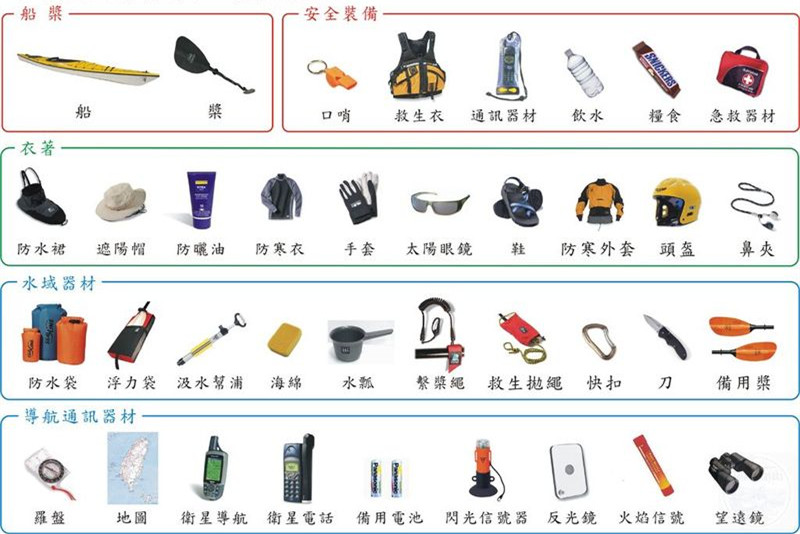 船 槳
安全裝備
SNICKERS
船
槳
口哨
救生衣
通訊器材
飲水
糧食
急救器材
衣著
防水裙
遮陽帽
防曬油
防寒衣
手套
太陽眼鏡
鞋
防寒外套
頭盔
鼻夾
水域器材
防水袋
浮力袋
汲水幫浦
海綿
水瓢
繫槳繩
救生拋繩
快扣
刀
備用槳
導航通訊器材
羅盤
地圖
衛星導航
衛星電話
備用電池
閃光信號器
反光鏡
火焰信號
望遠鏡